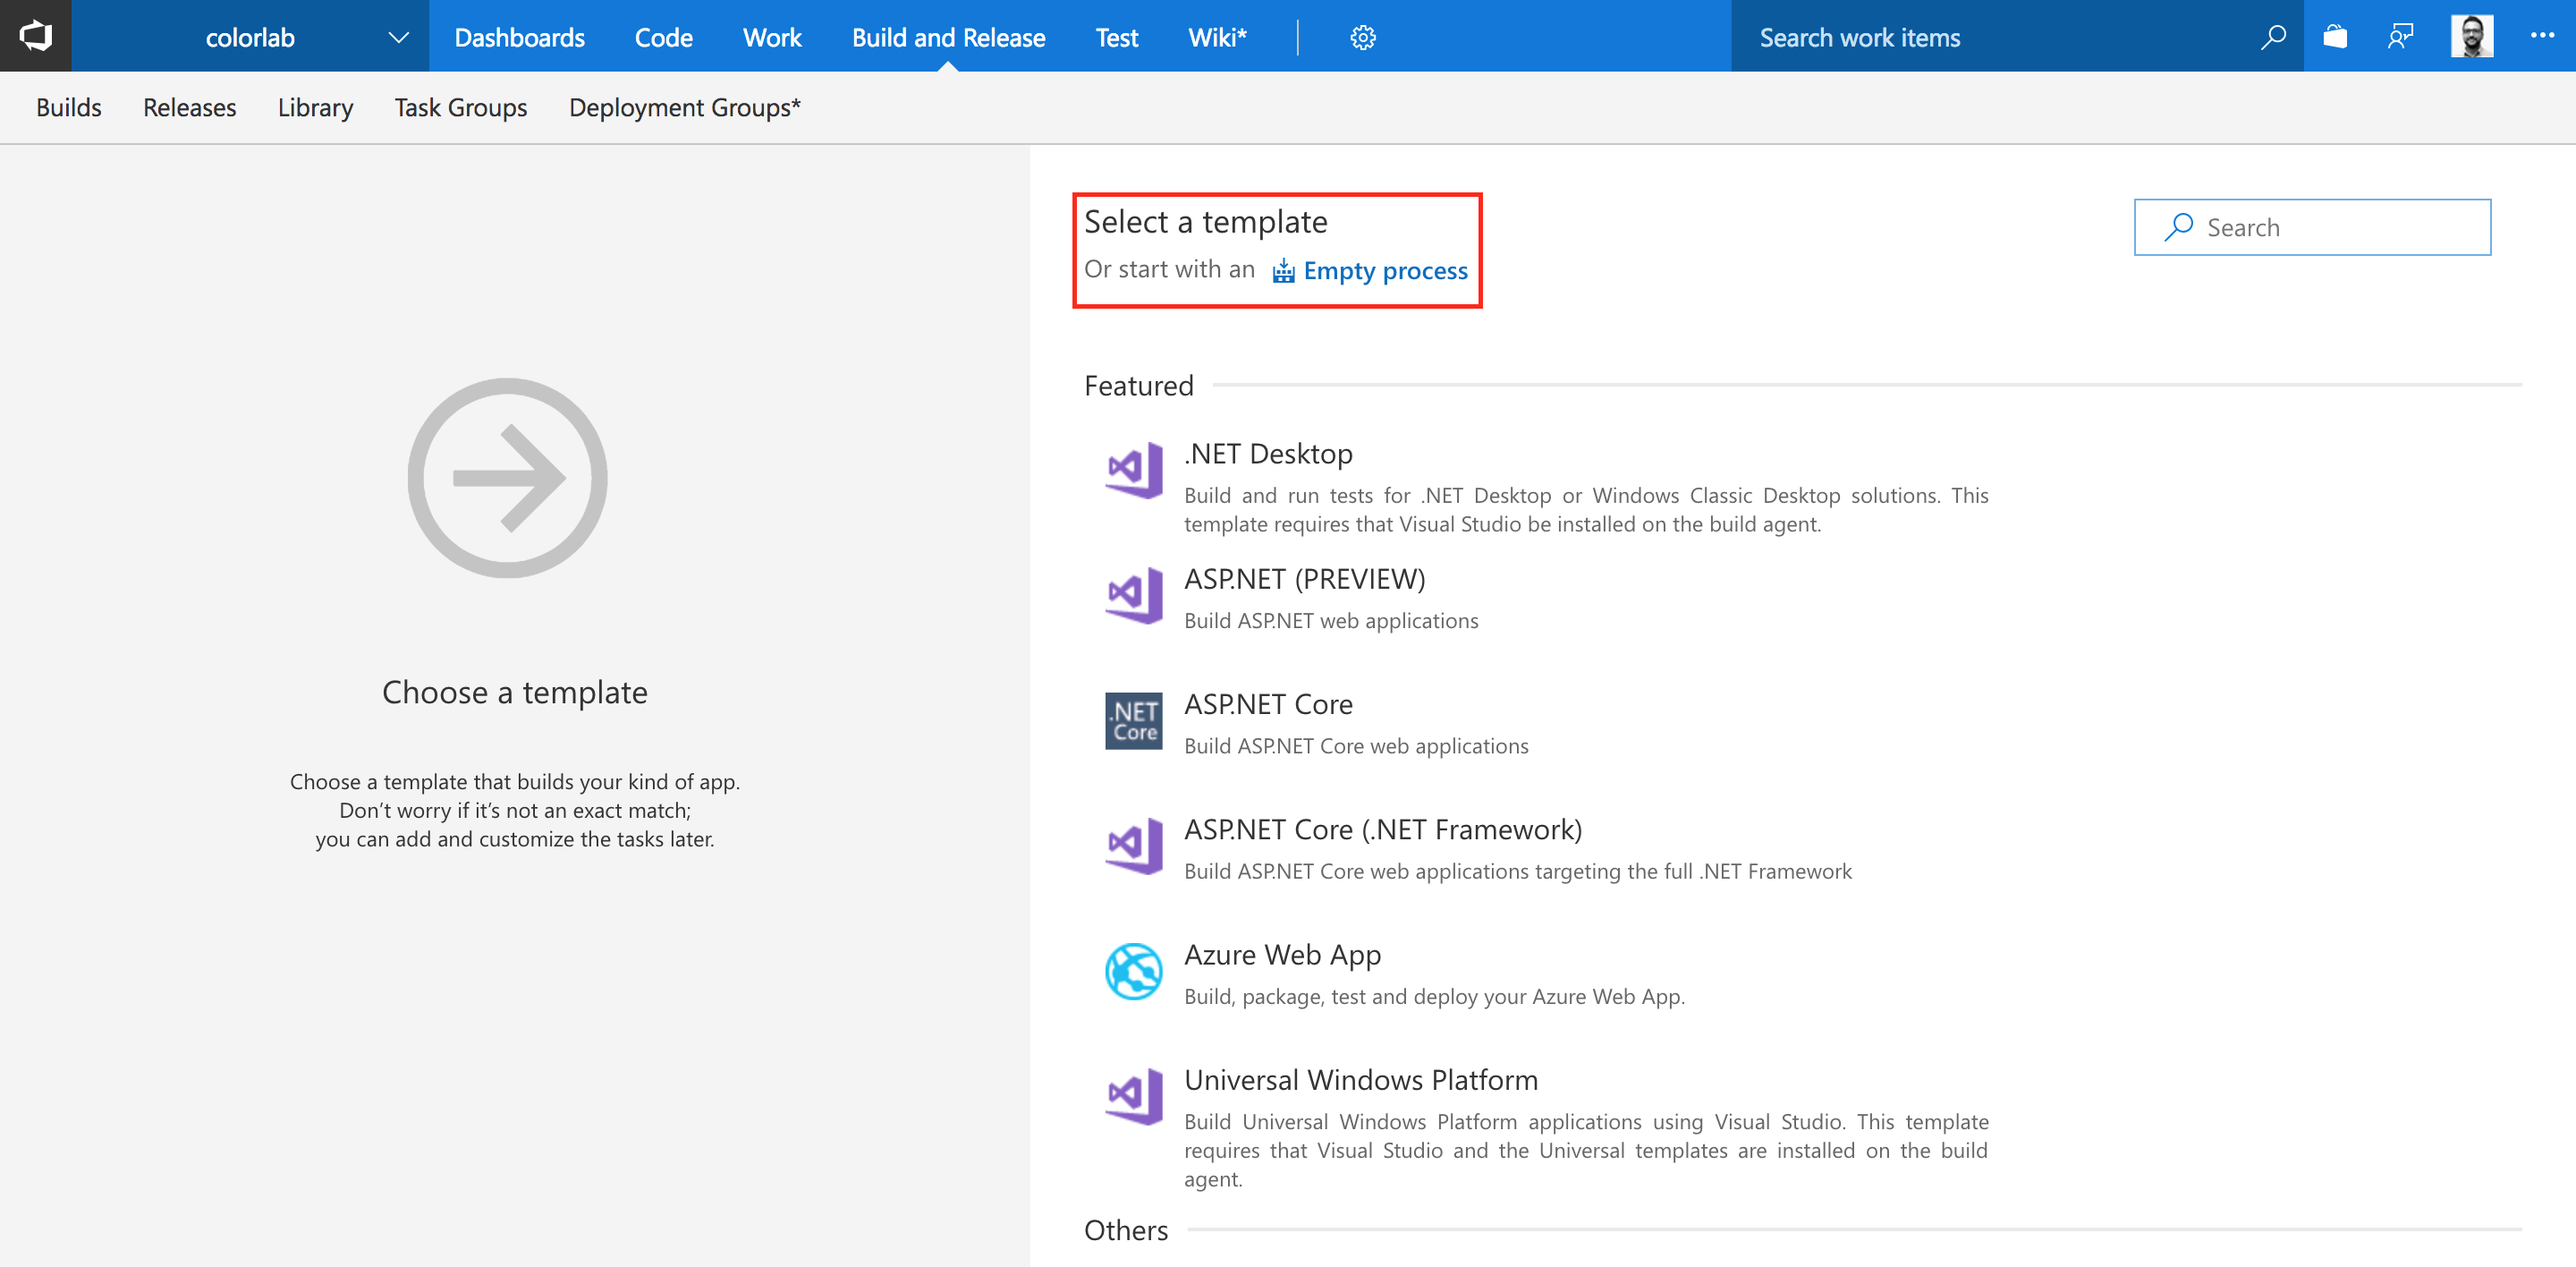 colorlab
Dashboards
Code
Work
Build and Release
Test
Wiki*
Search work items
Builds
Releases
Library
Task Groups
Deployment Groups*
Choose a template
Choose a template that builds your kind of app.
Don’t worry if it’s not an exact match;
you can add and customize the tasks later.
Select a template
Or start with an Empty process
Search
Featured
.NET Desktop
Build and run tests for .NET Desktop or Windows Classic Desktop solutions. This
template requires that Visual Studio be installed on the build agent.
ASP.NET (PREVIEW)
Build ASP.NET web applications
.NET
Core
ASP.NET Core
Build ASP.NET Core web applications
ASP.NET Core (.NET Framework)
Build ASP.NET Core web applications targeting the full .NET Framework
Azure Web App
Build, package, test and deploy your Azure Web App.
Universal Windows Platform
Build Universal Windows Platform applications using Visual Studio. This template
requires that Visual Studio and the Universal templates are installed on the build
agent.
Others